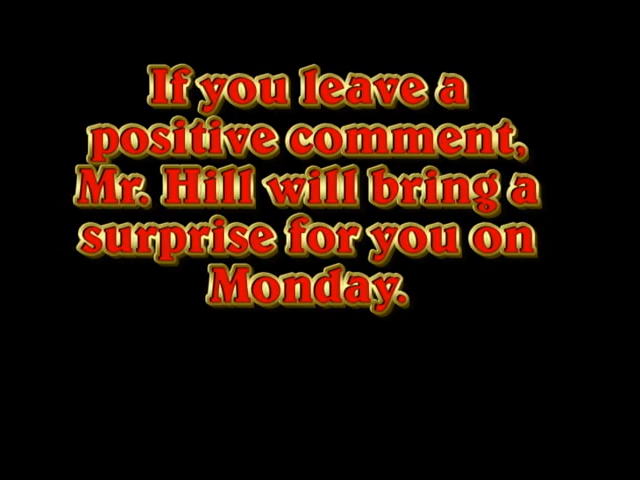 If you leave a
positive comment,
Mr. Hill will bring a
surprise for you on
Monday.